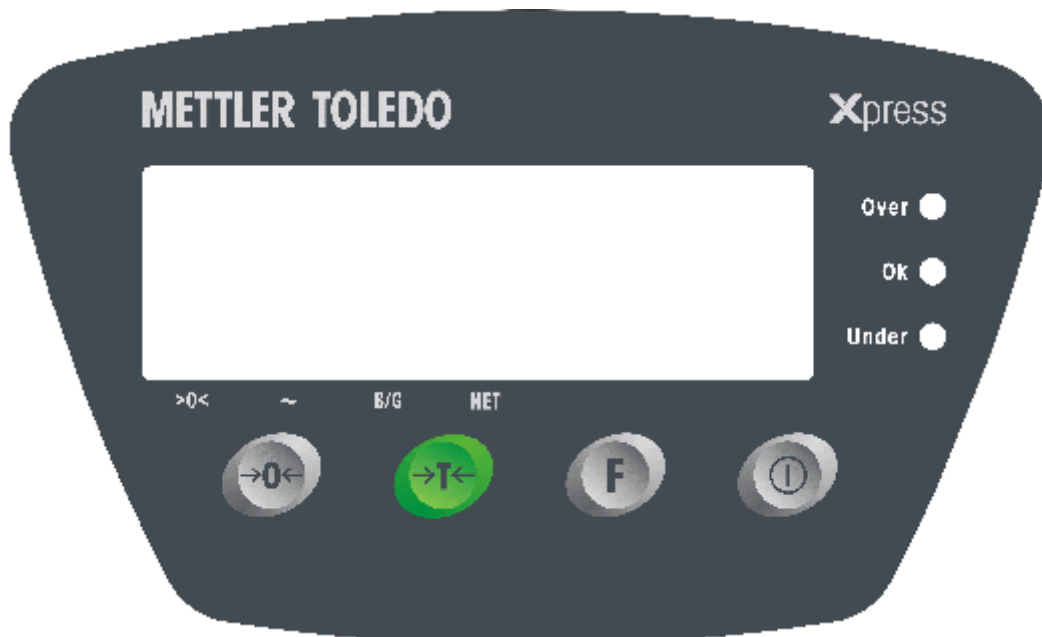 METTLER TOLEDO Xpress
Over
Ok
Under
>0< ~ B/G NET
→0← →T← F